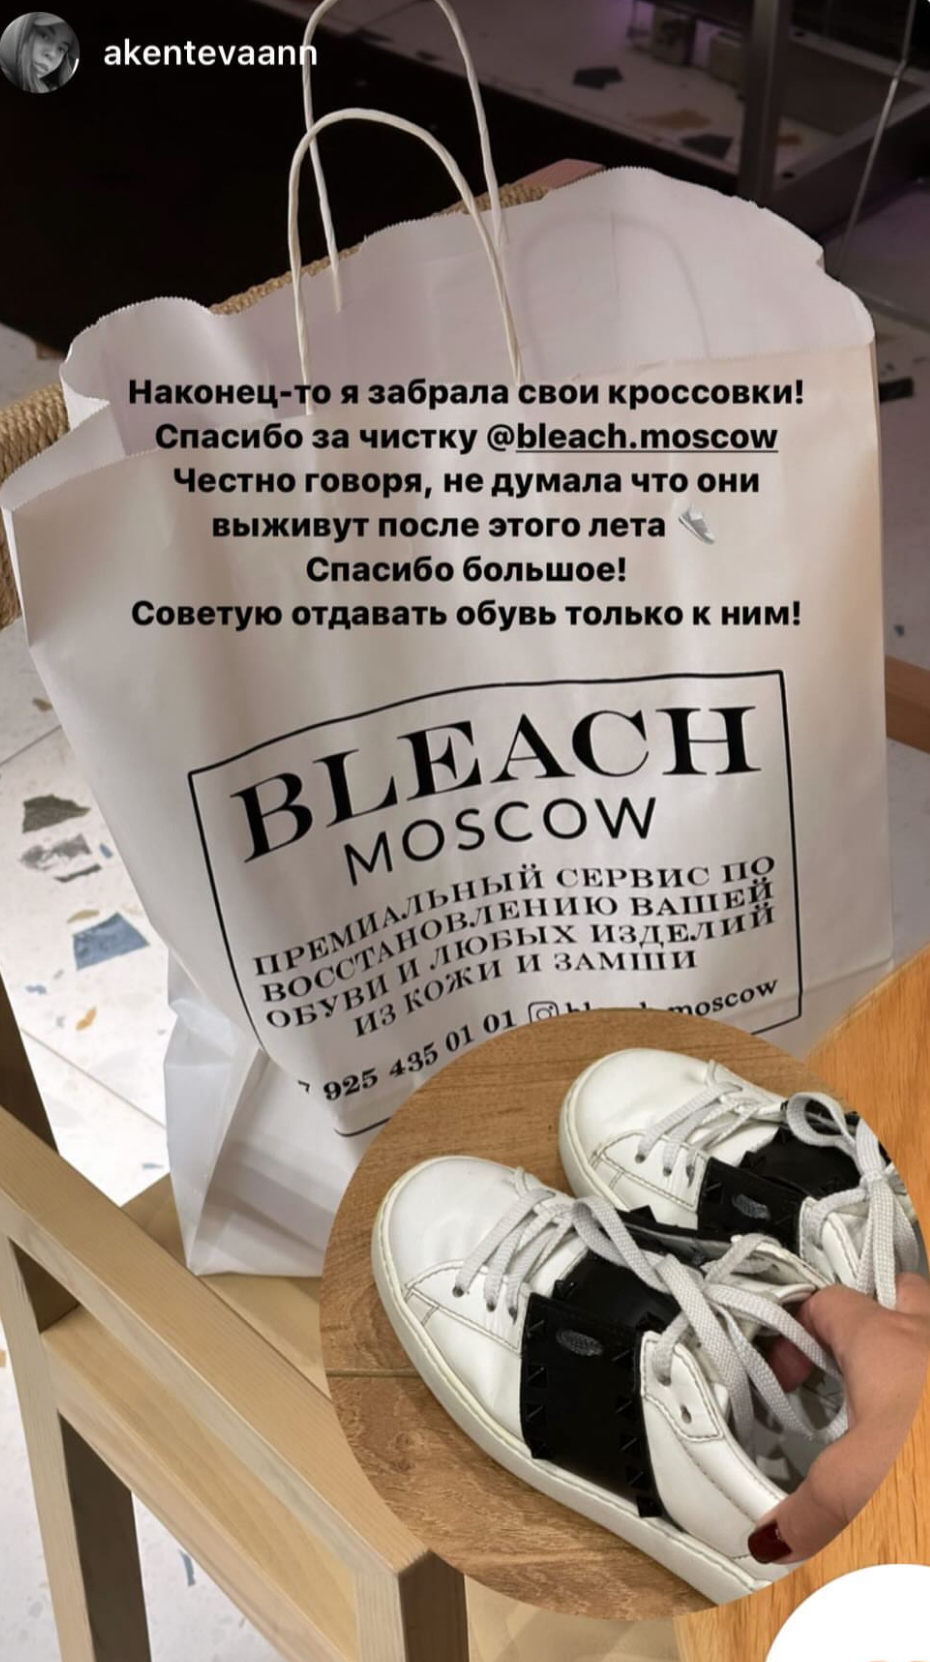 akentevaann
Наконец-то я забрала свои кроссовки!
Спасибо за чистку @bleach.moscow
Честно говоря, не думала что они
выживут после этого лета
Спасибо большое!
Советую отдавать обувь только к ним!
BLEACH
MOSCOW
ПРЕМИАЛЬНЫЙ СЕРВИС ПО
ВОССТАНОВЛЕНИЮ ВАШЕЙ
ОБУВИ И ЛЮБЫХ ИЗДЕЛИЙ
ИЗ КОЖИ И ЗАМШИ
7 925 435 01 01 moscow